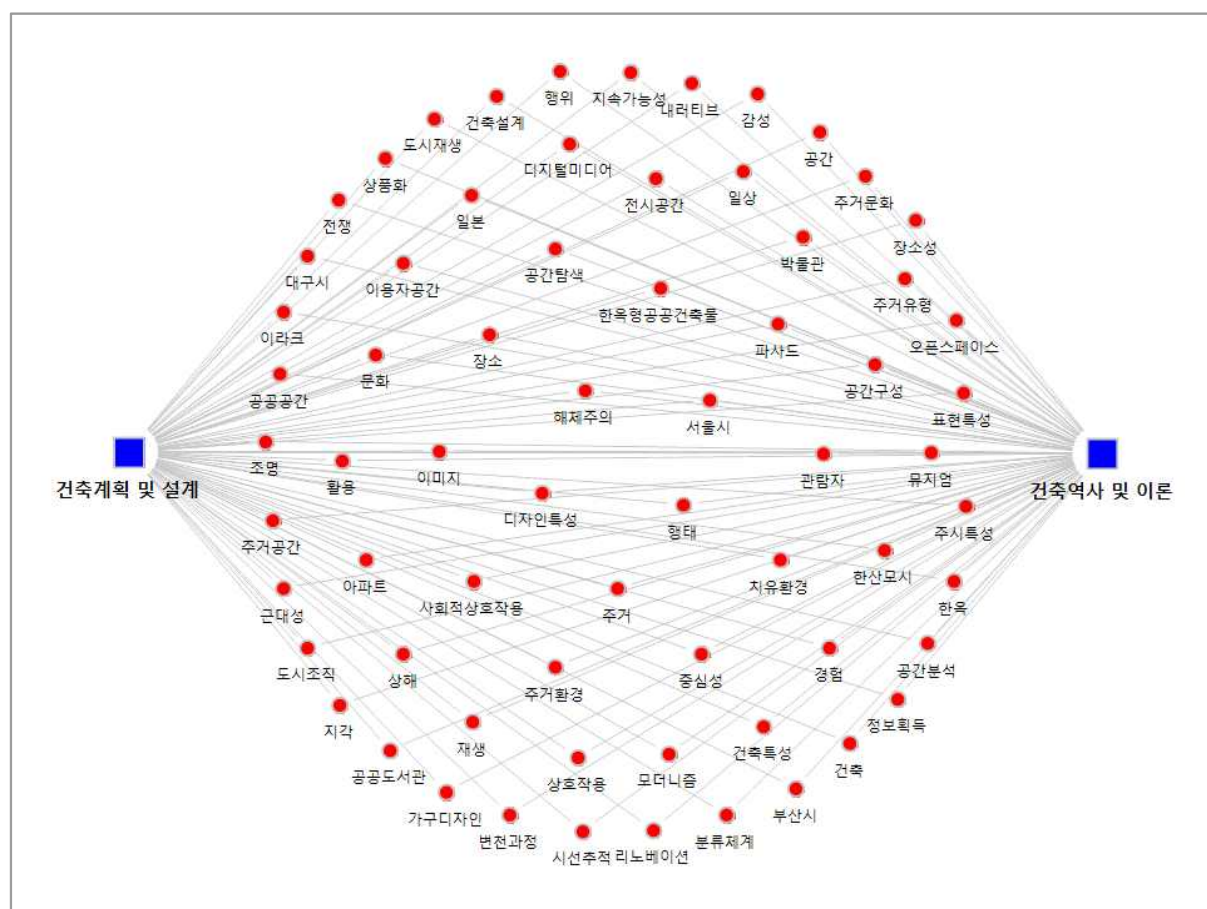 행위
지속가능성
내러티브
감성
건축설계
도시재생
공간
상품화
디지털미디어
전시공간
일상
주거문화
전쟁
일본
장소성
대구시
이용자공간
공간탐색
박물관
주거유형
한옥형공공건축물
이라크
장소
파사드
오픈스페이스
공공공간
문화
공간구성
해체주의
서울시
표현특성
조명
활용
이미지
관람자
뮤지엄
건축계획 및 설계
건축역사 및 이론
디자인특성
행태
주시특성
주거공간
아파트
사회적상호작용
주거
치유환경
한산모시
한옥
근대성
도시조직
상해
주거환경
중심성
경험
공간분석
지각
정보획득
재생
건축특성
건축
공공도서관
상호작용
모더니즘
가구디자인
부산시
변천과정
시선추적
리노베이션
분류체계